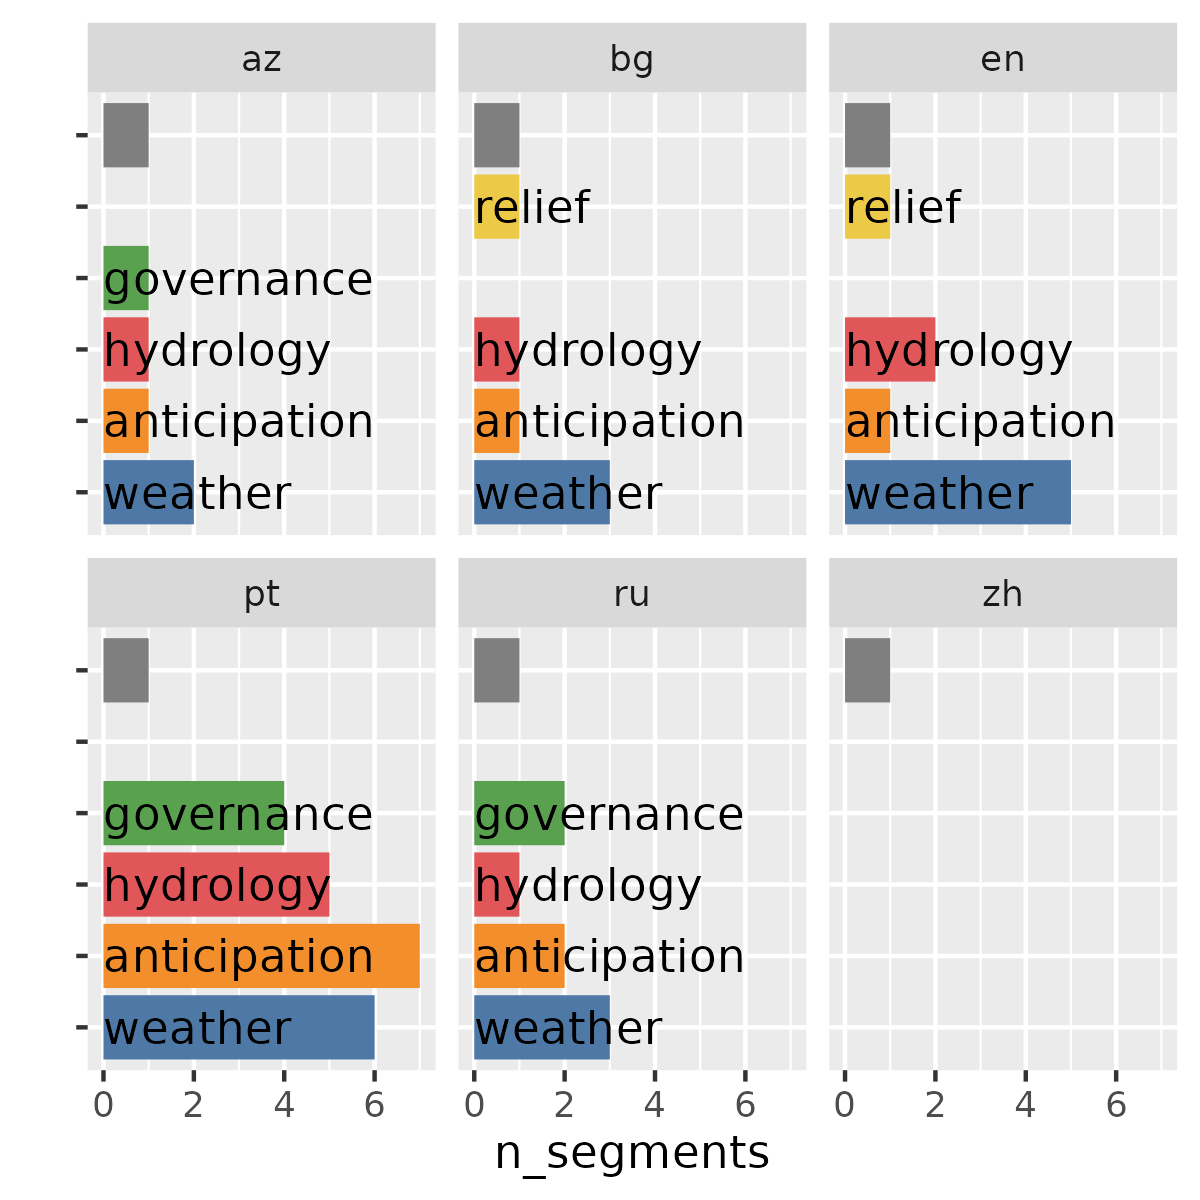 az
bg
en
relief
relief
governance
hydrology
hydrology
hydrology
anticipation
anticipation
anticipation
weather
weather
weather
pt
ru
zh
governance
governance
hydrology
hydrology
anticipation
anticipation
weather
weather
0 2 4 6
0 2 4 6
0 2 4 6
n_segments